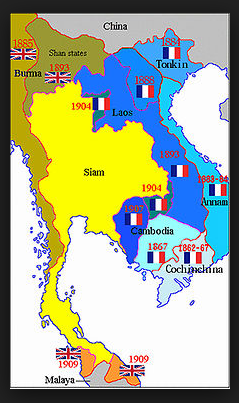 China
1885
Shan states
1884
Tonkin
Burma
1893
1888
1904
Laos
1893
Siam
1904
Annam
Cambodia
1867
1862-67
Cochinchina
1909
1909
Malaya